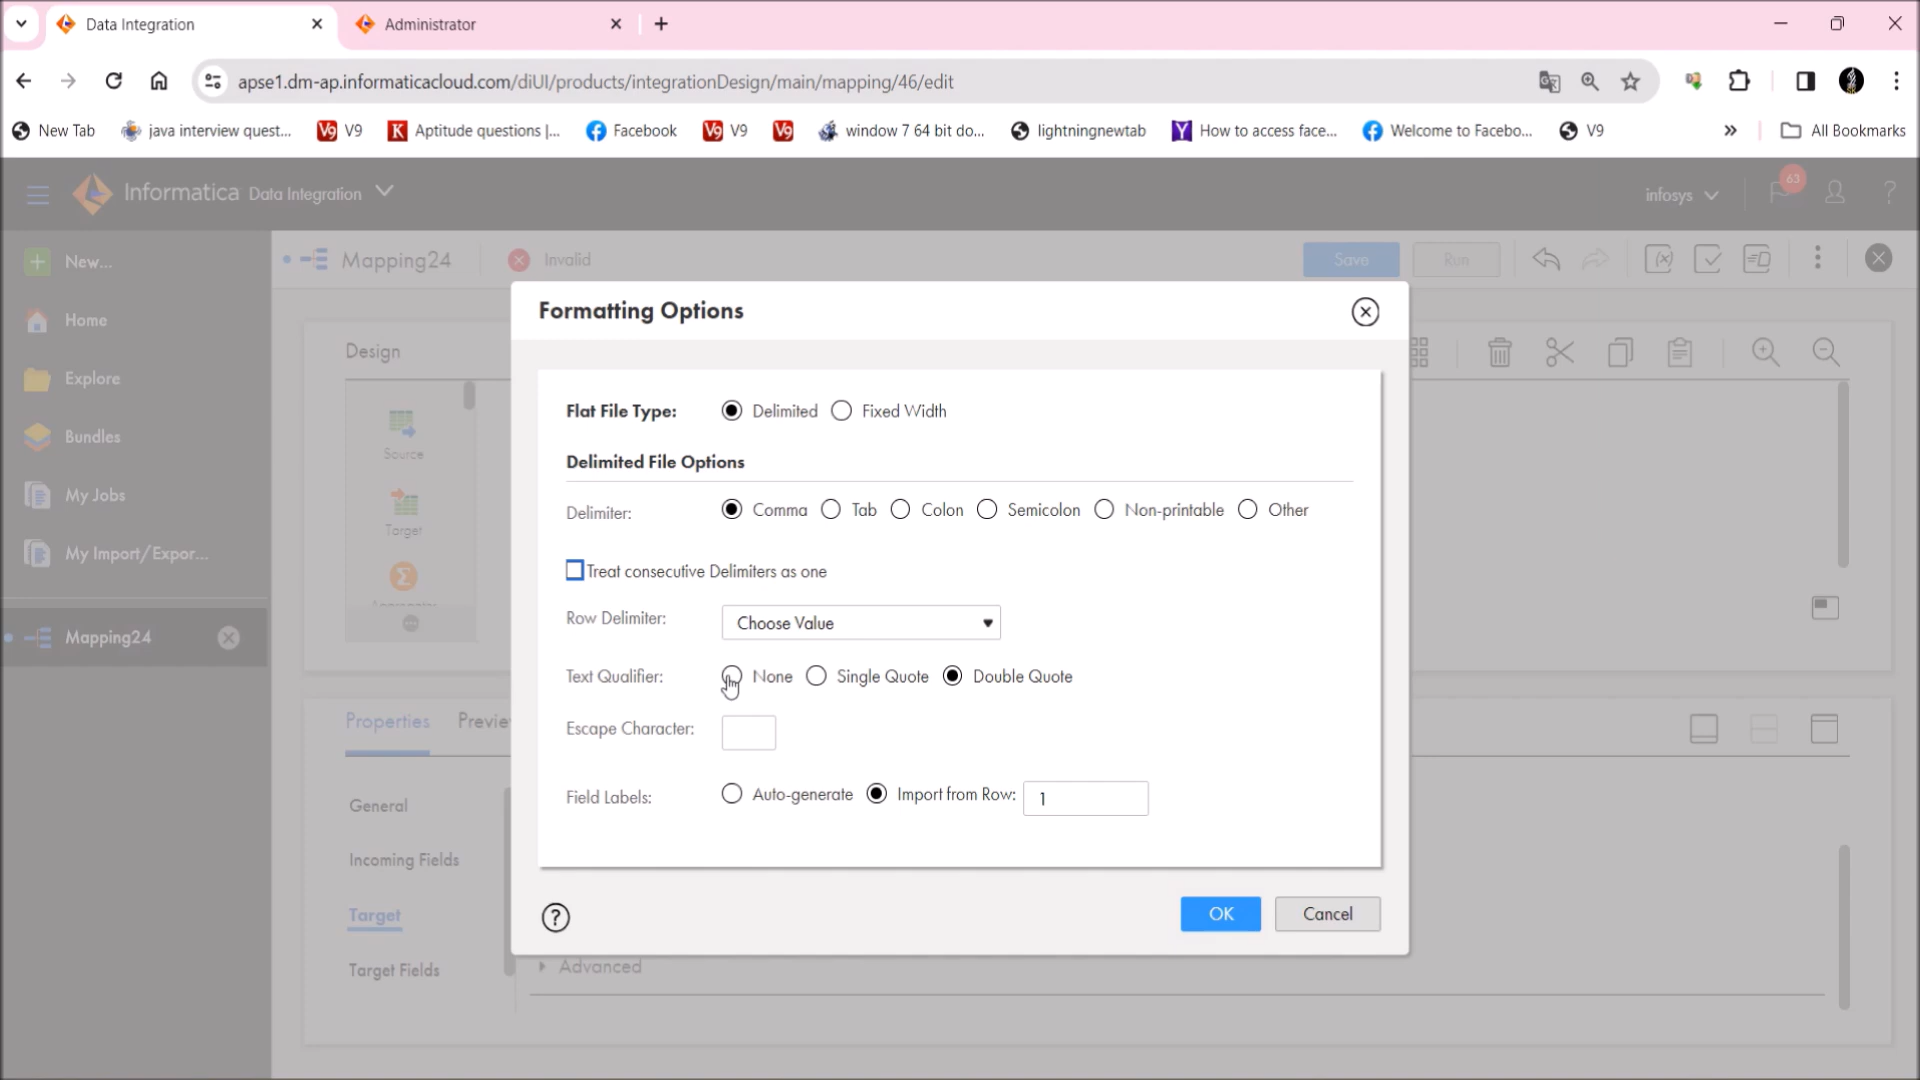 Data Integration
Administrator
apse1.dm-ap.informaticacloud.com/diUI/products/integrationDesign/main/mapping/46/edit
New Tab
java interview quest...
V9
Aptitude questions |...
Facebook
V9
window 7 64 bit do...
lightningnewtab
How to access face...
Welcome to Facebo...
V9
»
All Bookmarks
Informatica Data Integration
infosys
63
New...
Home
Explore
Bundles
My Jobs
My Import/Expor...
Mapping24
Mapping24
Invalid
Save
Run
Design
Source
Target
Aggregator
Formatting Options
Flat File Type:
Delimited
Fixed Width
Delimited File Options
Delimiter:
Comma
Tab
Colon
Semicolon
Non-printable
Other
Treat consecutive Delimiters as one
Row Delimiter:
Choose Value
Text Qualifier:
None
Single Quote
Double Quote
Escape Character:
Field Labels:
Auto-generate
Import from Row:
1
OK
Cancel
Properties
General
Incoming Fields
Target
Target Fields
Advanced